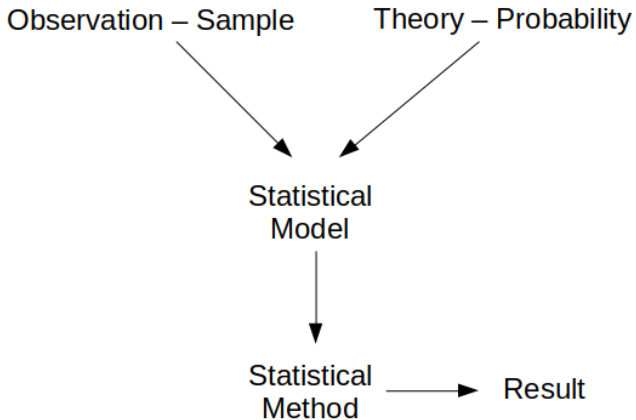 Observation – Sample
Theory – Probability
Statistical
Model
Statistical
Method
Result